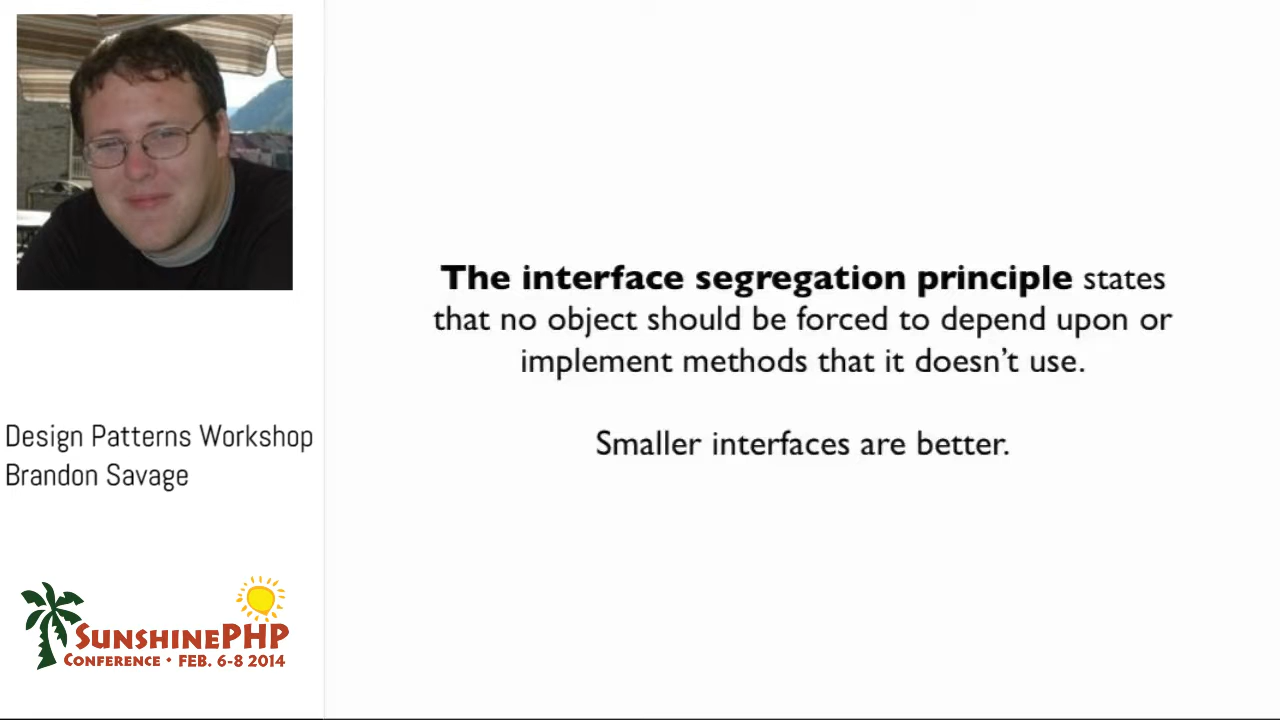 The interface segregation principle states
that no object should be forced to depend upon or
implement methods that it doesn't use.
Smaller interfaces are better.
Design Patterns Workshop
Brandon Savage
SunshinePHP
Conference • Feb. 6-8 2014